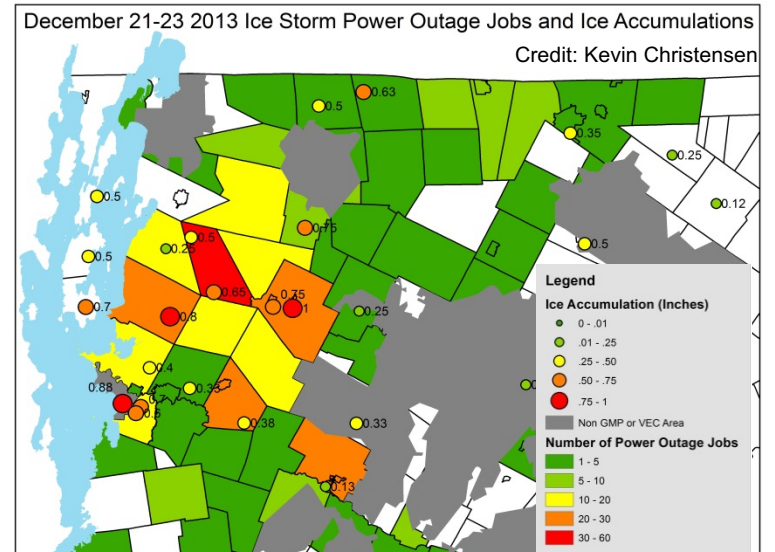 December 21-23 2013 Ice Storm Power Outage Jobs and Ice Accumulations
Credit: Kevin Christensen
0.63
0.5
0.35
0.25
0.5
0.12
0.75
0.5
0.25
0.5
0.5
0.65
0.75
0.7
1
0.25
0.8
0.4
0.33
0.88
0.7
0.6
0.38
0.33
0.13
Legend
Ice Accumulation (Inches)
0 - .01
.01 - .25
.25 - .50
.50 - .75
.75 - 1
Non GMP or VEC Area
Number of Power Outage Jobs
1 - 5
5 - 10
10 - 20
20 - 30
30 - 60